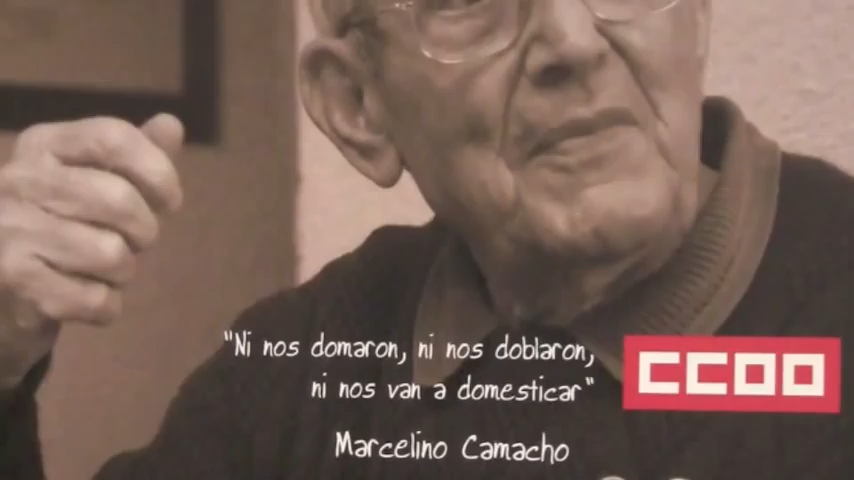 "Ni nos domaron, ni nos doblaron,
ni nos van a domesticar"
CCOO
Marcelino Camacho